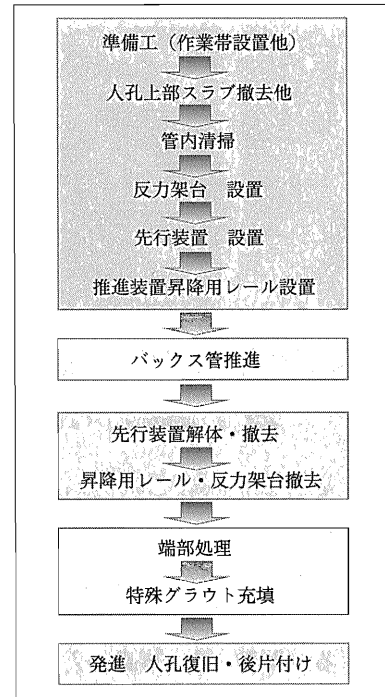 準備工（作業帯設置他）
人孔上部スラブ撤去他
管内清掃
反力架台　設置
先行装置　設置
推進装置昇降用レール設置
バックス管推進
先行装置解体・撤去
昇降用レール・反力架台撤去
端部処理
特殊グラウト充填
発進　人孔復旧・後片付け